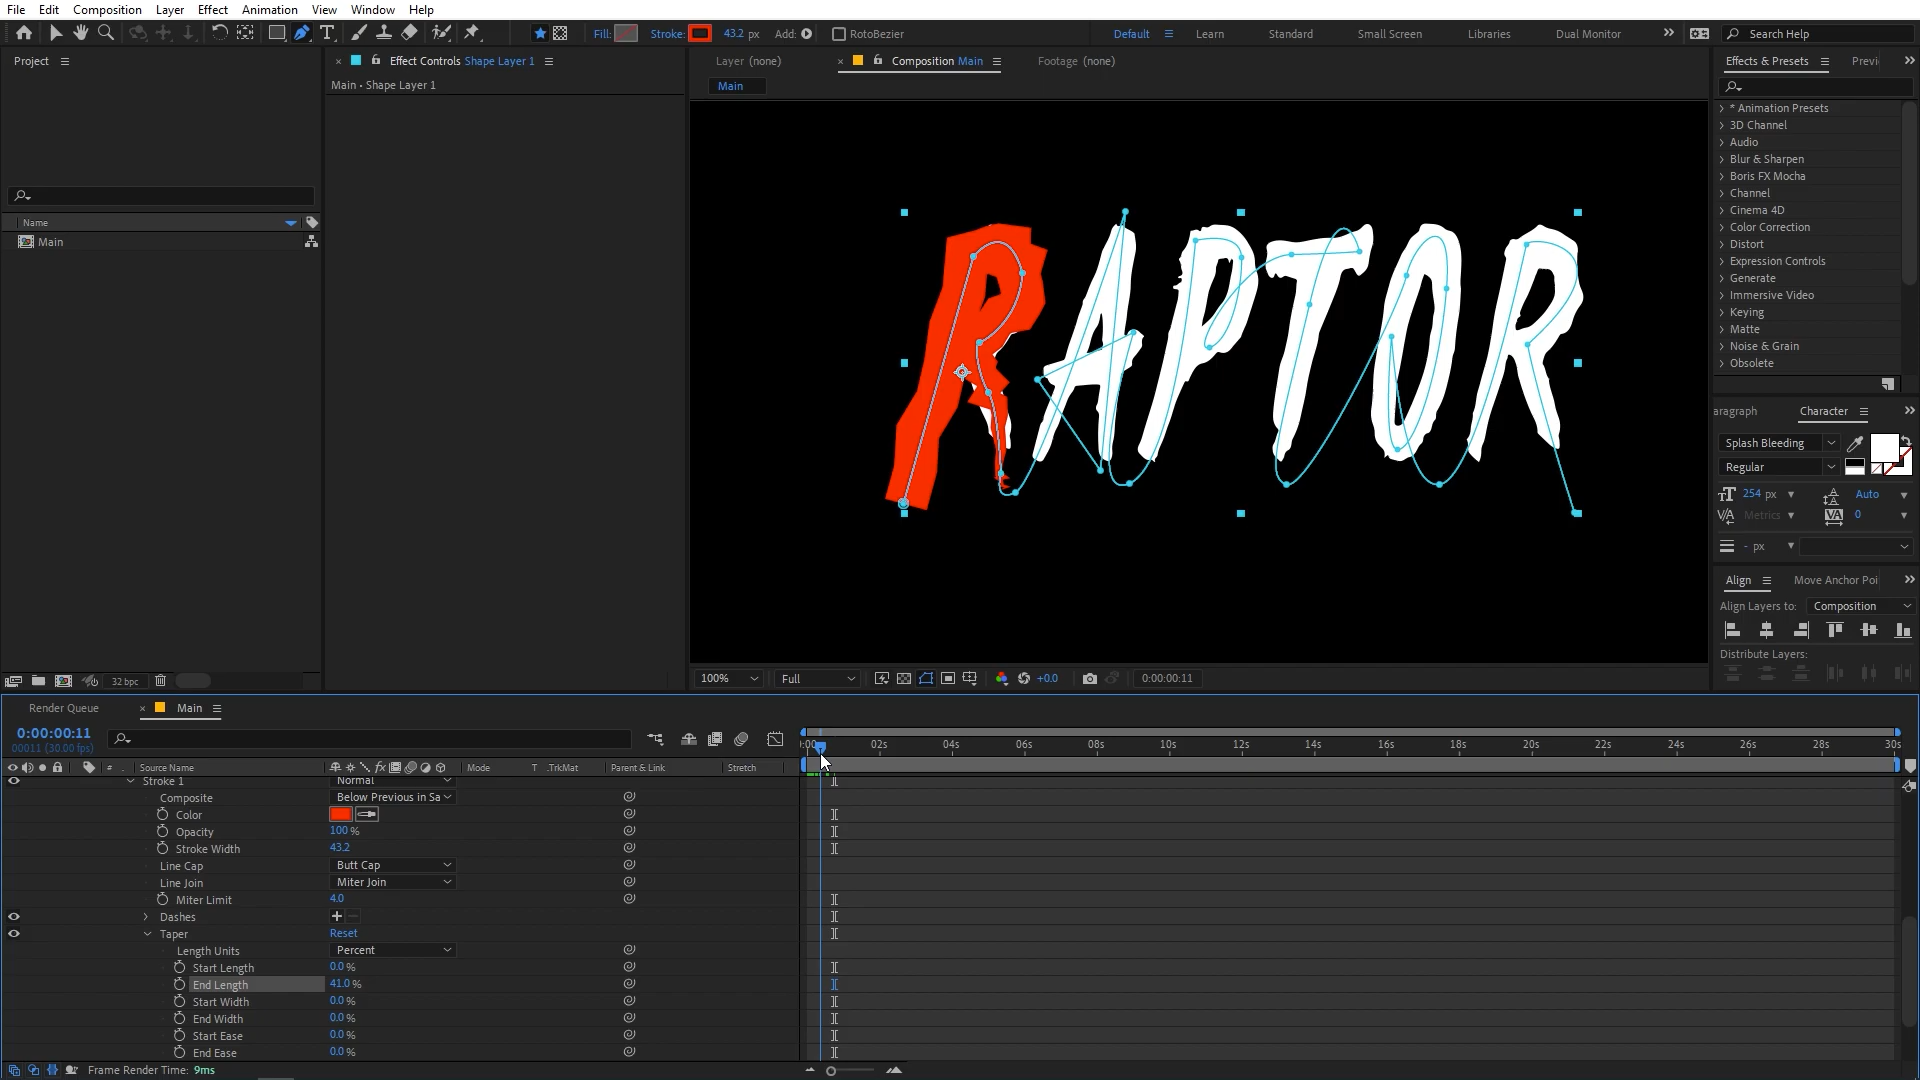 File Edit Composition Layer Effect Animation View Window Help
Fill: Stroke: 43.2 px Add: RotoBezier Default Learn Standard Small Screen Libraries Dual Monitor Search Help
Project
Effect Controls Shape Layer 1
Main • Shape Layer 1
Layer (none) Composition Main Footage (none)
Main
Effects & Presets Previ
Name
Main
* Animation Presets
3D Channel
Audio
Blur & Sharpen
Boris FX Mocha
Channel
Cinema 4D
Color Correction
Distort
Expression Controls
Generate
Immersive Video
Keying
Matte
Noise & Grain
Obsolete
RAPTOR
aragraph Character
Splash Bleeding
Regular
254 px Auto
Metrics 0
- px
Align Move Anchor Poi
Align Layers to: Composition
Distribute Layers:
32 bpc
100% Full +0.0 0:00:00:11
Render Queue Main
0:00:00:11
00011 (30.00 fps)
:00 02s 04s 06s 08s 10s 12s 14s 16s 18s 20s 22s 24s 26s 28s 30s
# Source Name Mode T .TrkMat Parent & Link Stretch
Stroke 1 Normal
Composite Below Previous in Sa
Color
Opacity 100 %
Stroke Width 43.2
Line Cap Butt Cap
Line Join Miter Join
Miter Limit 4.0
Dashes
Taper Reset
Length Units Percent
Start Length 0.0 %
End Length 41.0 %
Start Width 0.0 %
End Width 0.0 %
Start Ease 0.0 %
End Ease 0.0 %
Frame Render Time: 9ms